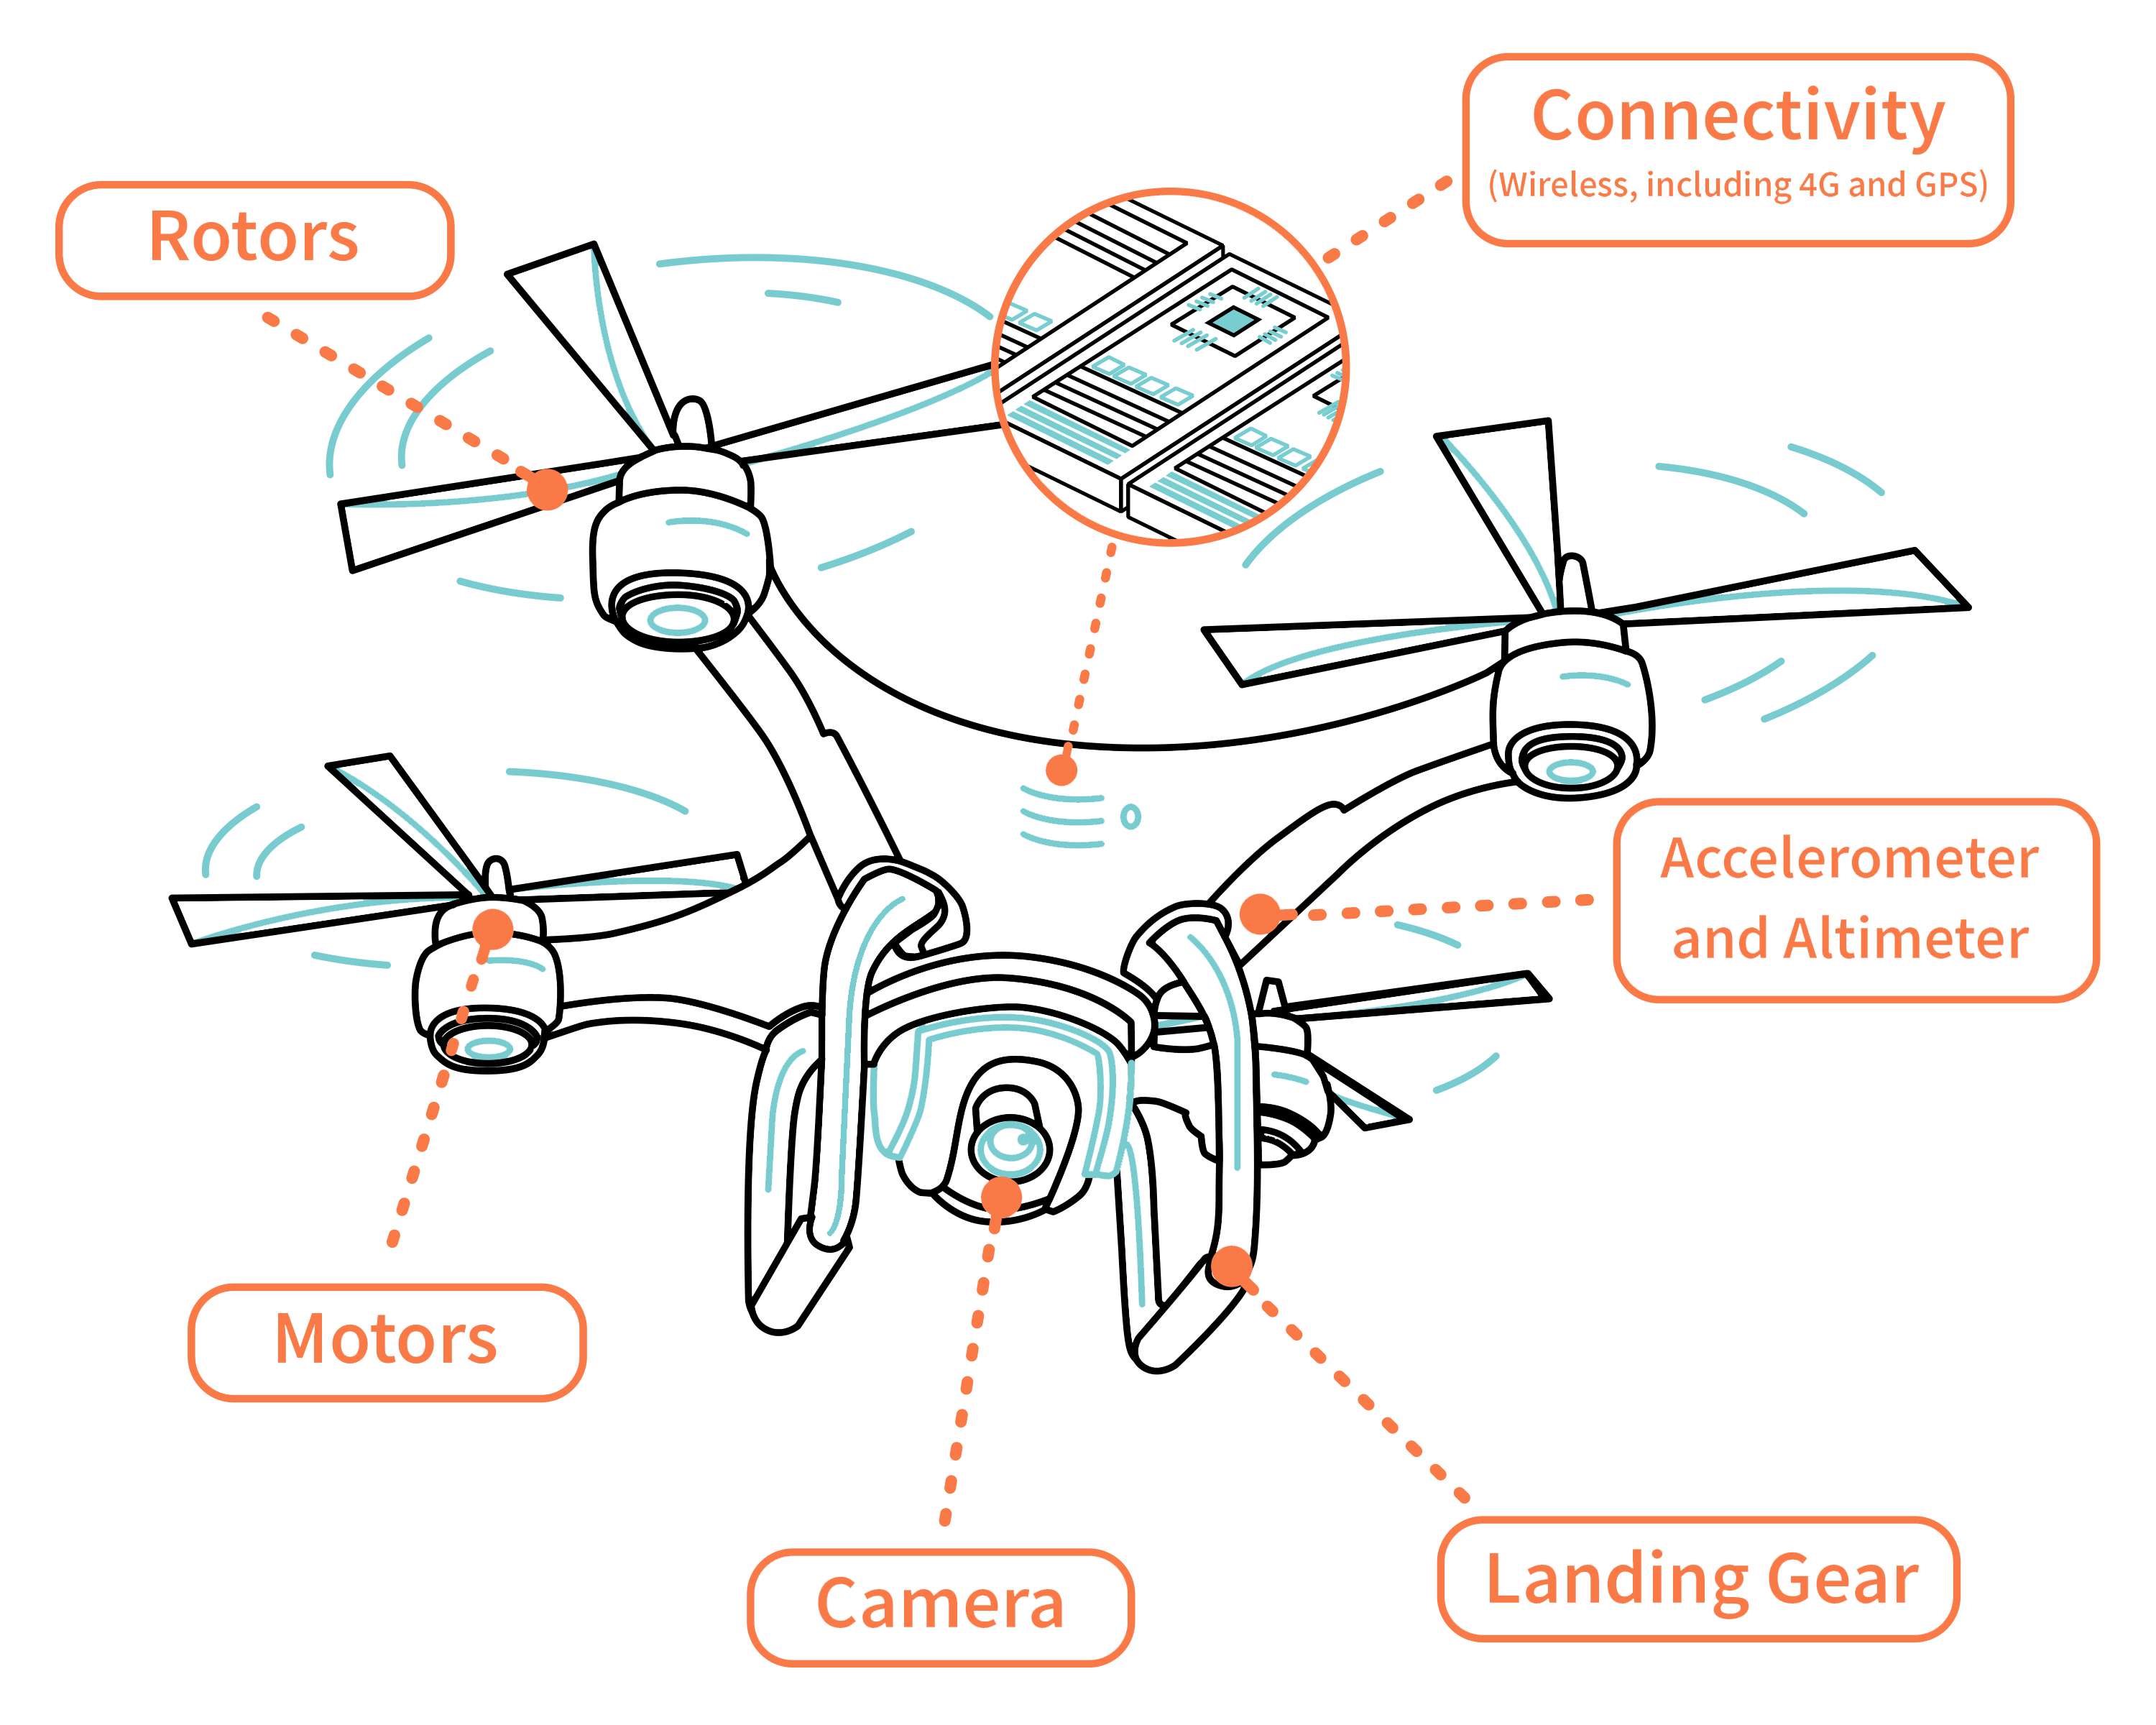 Connectivity
(Wireless, including 4G and GPS)
Rotors
Accelerometer
and Altimeter
Motors
Landing Gear
Camera